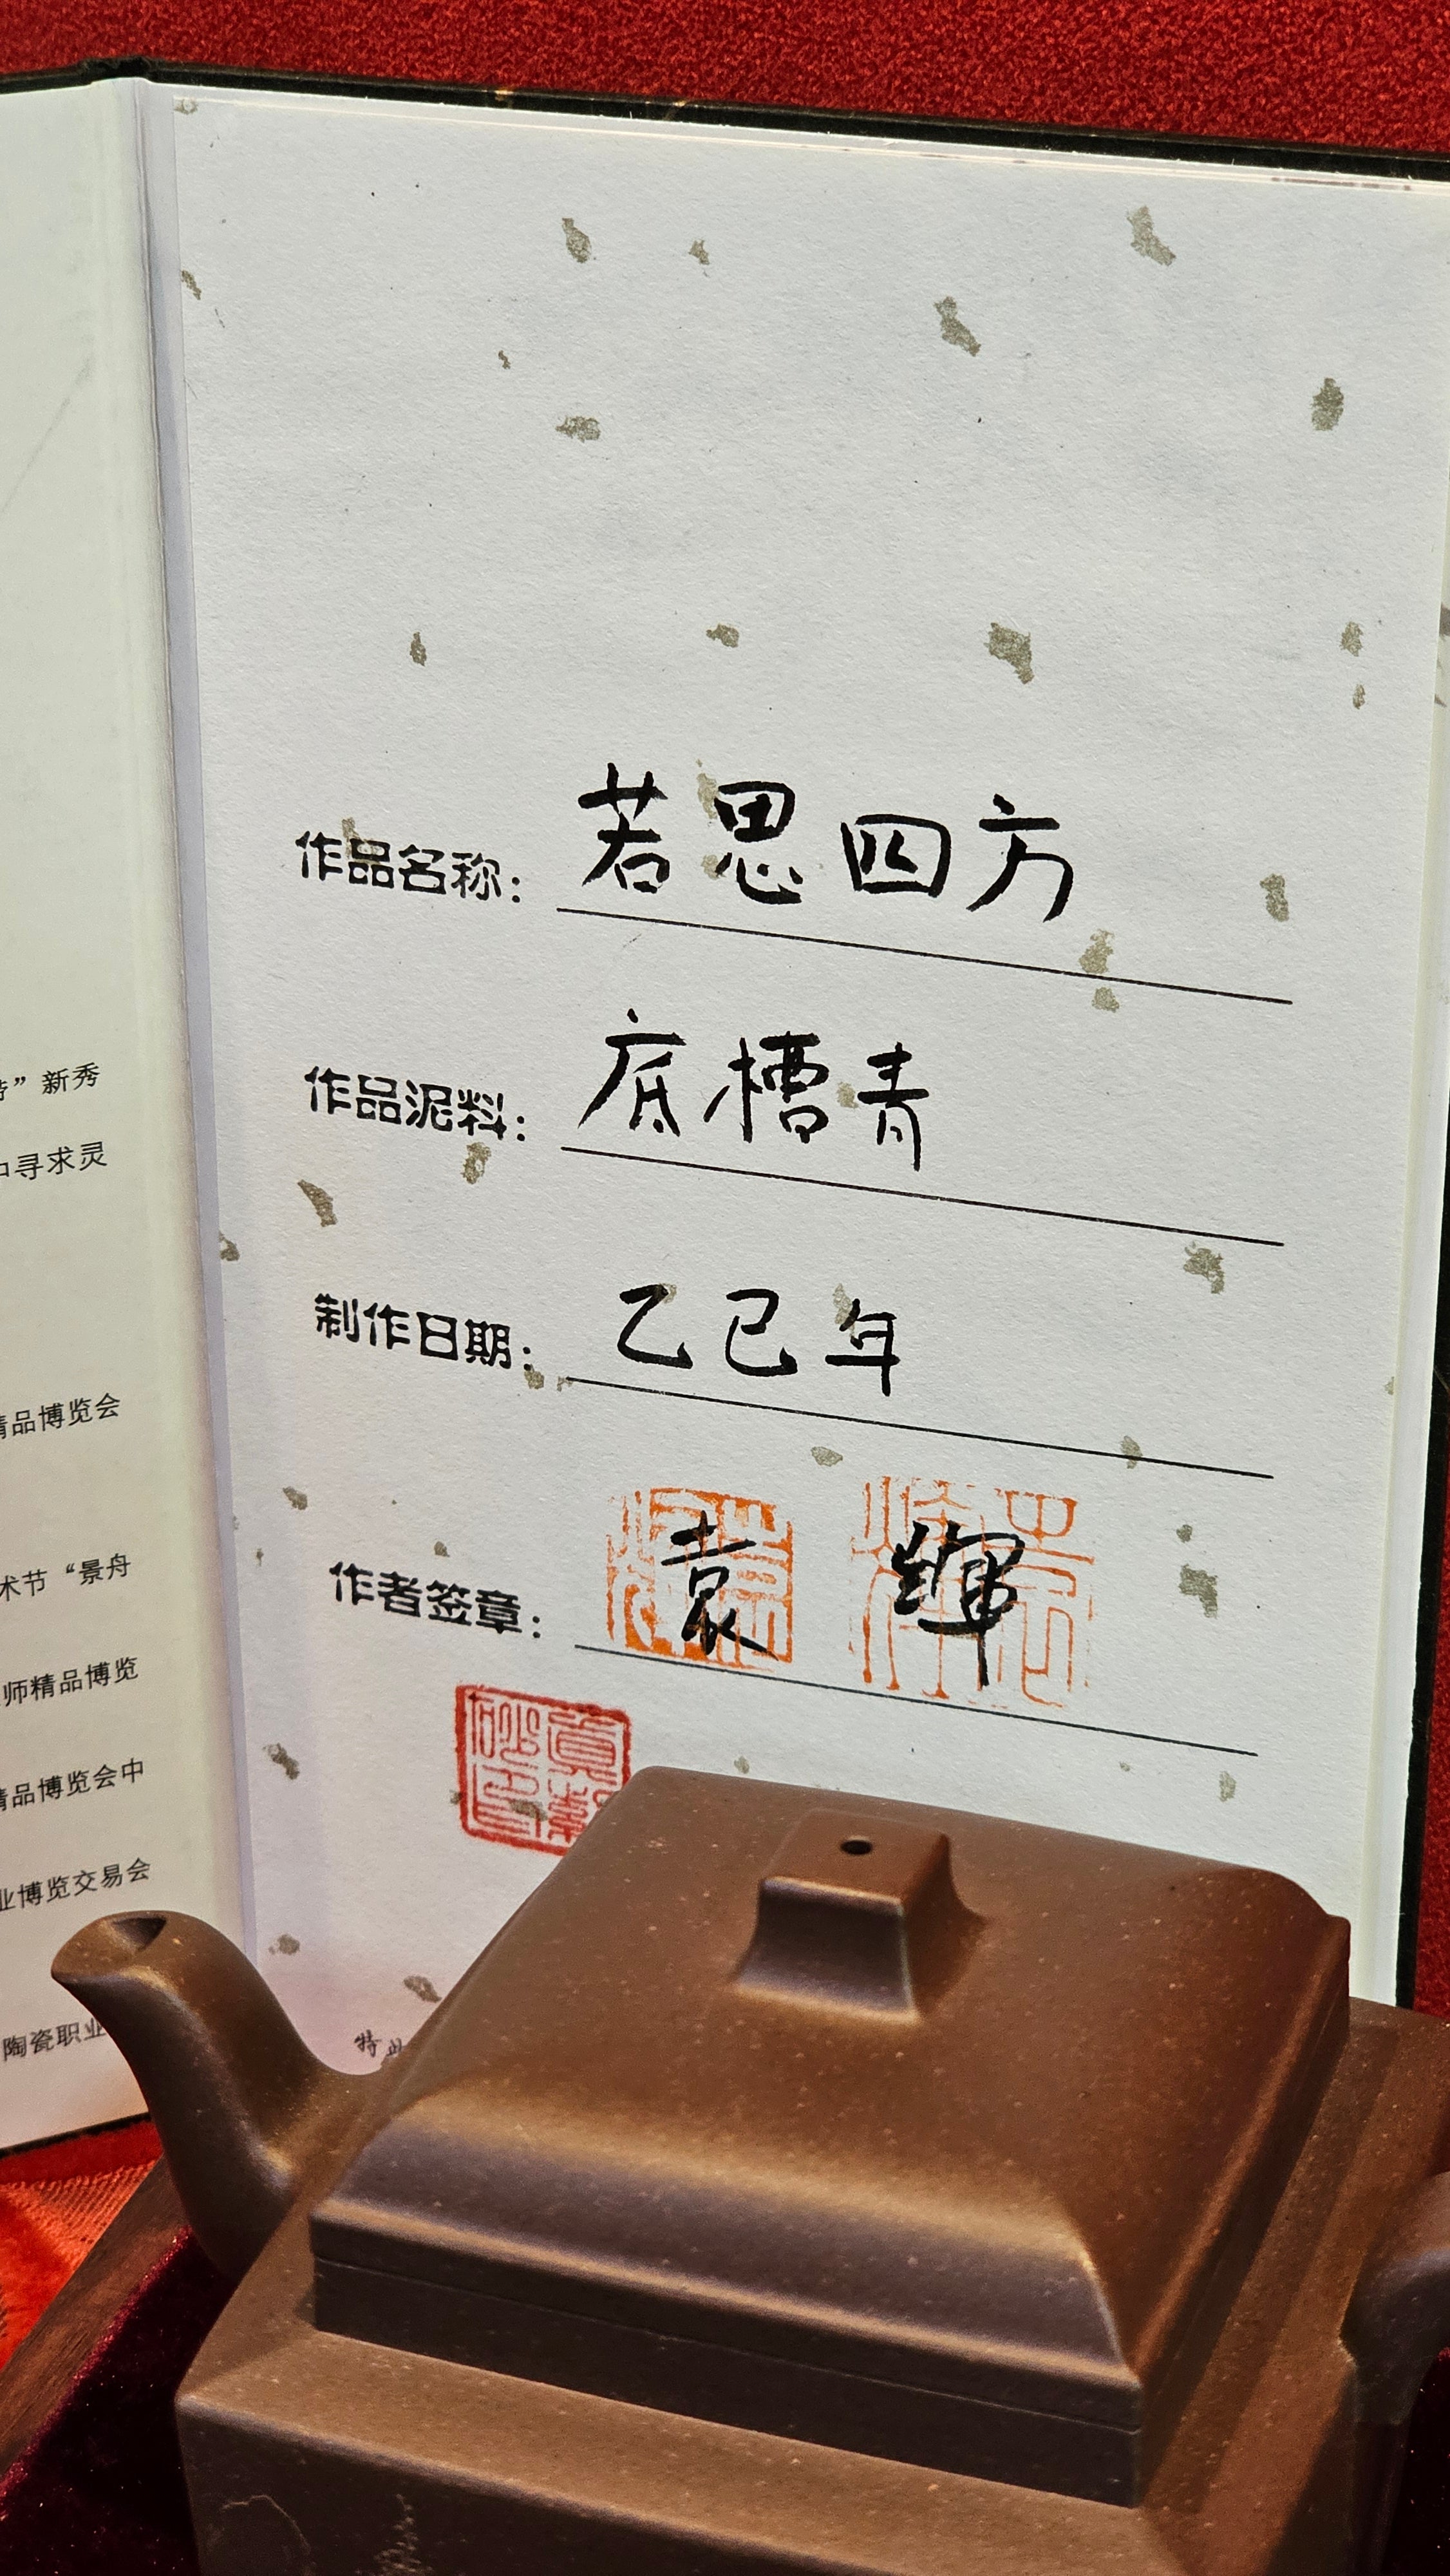 ”新秀
中寻求灵
精品博览会
术节“景舟
师精品博览
精品博览会中
业博览交易会
陶瓷职业
作品名称：若思四方
作品泥料：底槽青
制作日期：乙巳年
作者签章：袁辉
特此